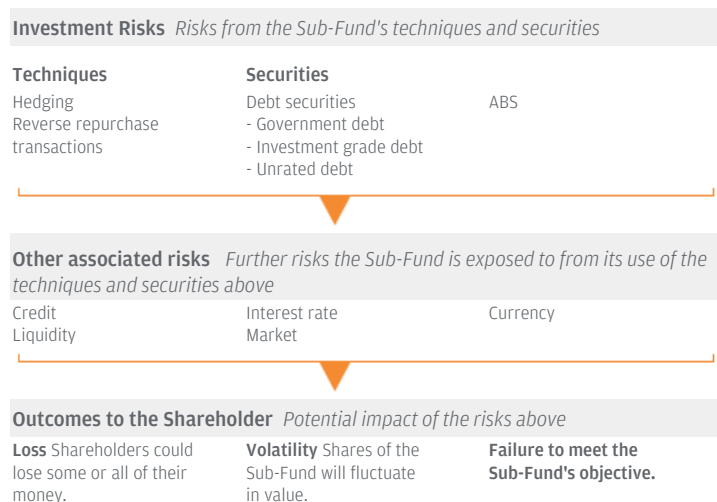 Investment Risks Risks from the Sub-Fund's techniques and securities
Techniques
Hedging
Reverse repurchase
transactions
Securities
Debt securities
- Government debt
- Investment grade debt
- Unrated debt
ABS
Other associated risks Further risks the Sub-Fund is exposed to from its use of the
techniques and securities above
Credit
Liquidity
Interest rate
Market
Currency
Outcomes to the Shareholder Potential impact of the risks above
Loss Shareholders could
lose some or all of their
money.
Volatility Shares of the
Sub-Fund will fluctuate
in value.
Failure to meet the
Sub-Fund's objective.